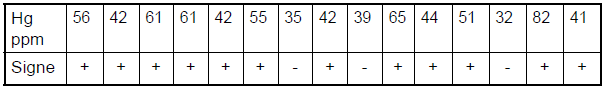 Hg ppm 56 42 61 61 42 55 35 42 39 65 44 51 32 82 41
Signe + + + + + + - + - + + + - + +